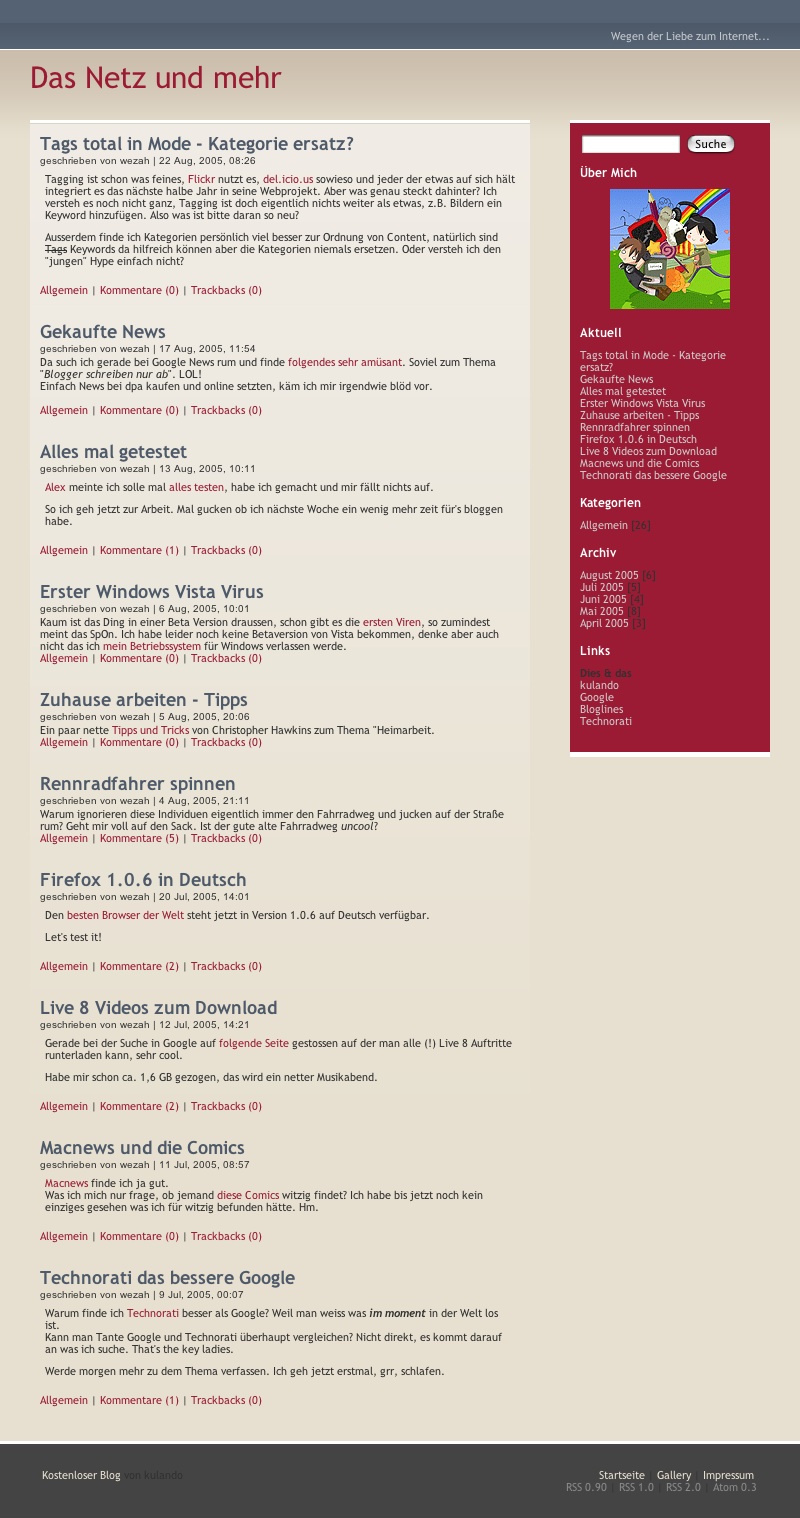 Wegen der Liebe zum Internet...
Das Netz und mehr
Tags total in Mode - Kategorie ersatz?
geschrieben von wezah | 22 Aug, 2005, 08:26
Tagging ist schon was feines, Flickr nutzt es, del.icio.us sowieso und jeder der etwas auf sich hält
integriert es das nächste halbe Jahr in seine Webprojekt. Aber was genau steckt dahinter? Ich
versteh es noch nicht ganz, Tagging ist doch eigentlich nichts weiter als etwas, z.B. Bildern ein
Keyword hinzufügen. Also was ist bitte daran so neu?
Ausserdem finde ich Kategorien persönlich viel besser zur Ordnung von Content, natürlich sind
Tags Keywords da hilfreich können aber die Kategorien niemals ersetzen. Oder versteh ich den
"jungen" Hype einfach nicht?
Allgemein | Kommentare (0) | Trackbacks (0)
Gekaufte News
geschrieben von wezah | 17 Aug, 2005, 11:54
Da such ich gerade bei Google News rum und finde folgendes sehr amüsant. Soviel zum Thema
"Blogger schreiben nur ab". LOL!
Einfach News bei dpa kaufen und online setzten, käm ich mir irgendwie blöd vor.
Allgemein | Kommentare (0) | Trackbacks (0)
Alles mal getestet
geschrieben von wezah | 13 Aug, 2005, 10:11
Alex meinte ich solle mal alles testen, habe ich gemacht und mir fällt nichts auf.
So ich geh jetzt zur Arbeit. Mal gucken ob ich nächste Woche ein wenig mehr zeit für's bloggen
habe.
Allgemein | Kommentare (1) | Trackbacks (0)
Erster Windows Vista Virus
geschrieben von wezah | 6 Aug, 2005, 10:01
Kaum ist das Ding in einer Beta Version draussen, schon gibt es die ersten Viren, so zumindest
meint das SpOn. Ich habe leider noch keine Betaversion von Vista bekommen, denke aber auch
nicht das ich mein Betriebssystem für Windows verlassen werde.
Allgemein | Kommentare (0) | Trackbacks (0)
Zuhause arbeiten - Tipps
geschrieben von wezah | 5 Aug, 2005, 20:06
Ein paar nette Tipps und Tricks von Christopher Hawkins zum Thema "Heimarbeit.
Allgemein | Kommentare (0) | Trackbacks (0)
Rennradfahrer spinnen
geschrieben von wezah | 4 Aug, 2005, 21:11
Warum ignorieren diese Individuen eigentlich immer den Fahrradweg und jucken auf der Straße
rum? Geht mir voll auf den Sack. Ist der gute alte Fahrradweg uncool?
Allgemein | Kommentare (5) | Trackbacks (0)
Firefox 1.0.6 in Deutsch
geschrieben von wezah | 20 Jul, 2005, 14:01
Den besten Browser der Welt steht jetzt in Version 1.0.6 auf Deutsch verfügbar.
Let's test it!
Allgemein | Kommentare (2) | Trackbacks (0)
Live 8 Videos zum Download
geschrieben von wezah | 12 Jul, 2005, 14:21
Gerade bei der Suche in Google auf folgende Seite gestossen auf der man alle (!) Live 8 Auftritte
runterladen kann, sehr cool.
Habe mir schon ca. 1,6 GB gezogen, das wird ein netter Musikabend.
Allgemein | Kommentare (2) | Trackbacks (0)
Macnews und die Comics
geschrieben von wezah | 11 Jul, 2005, 08:57
Macnews finde ich ja gut.
Was ich mich nur frage, ob jemand diese Comics witzig findet? Ich habe bis jetzt noch kein
einziges gesehen was ich für witzig befunden hätte. Hm.
Allgemein | Kommentare (0) | Trackbacks (0)
Technorati das bessere Google
geschrieben von wezah | 9 Jul, 2005, 00:07
Warum finde ich Technorati besser als Google? Weil man weiss was im moment in der Welt los
ist.
Kann man Tante Google und Technorati überhaupt vergleichen? Nicht direkt, es kommt darauf
an was ich suche. That's the key ladies.
Werde morgen mehr zu dem Thema verfassen. Ich geh jetzt erstmal, grr, schlafen.
Allgemein | Kommentare (1) | Trackbacks (0)
Suche
Über Mich
Aktuell
Tags total in Mode - Kategorie
ersatz?
Gekaufte News
Alles mal getestet
Erster Windows Vista Virus
Zuhause arbeiten - Tipps
Rennradfahrer spinnen
Firefox 1.0.6 in Deutsch
Live 8 Videos zum Download
Macnews und die Comics
Technorati das bessere Google
Kategorien
Allgemein [26]
Archiv
August 2005 [6]
Juli 2005 [5]
Juni 2005 [4]
Mai 2005 [8]
April 2005 [3]
Links
Dies & das
kulando
Google
Bloglines
Technorati
Kostenloser Blog von kulando
Startseite | Gallery | Impressum
RSS 0.90 | RSS 1.0 | RSS 2.0 | Atom 0.3